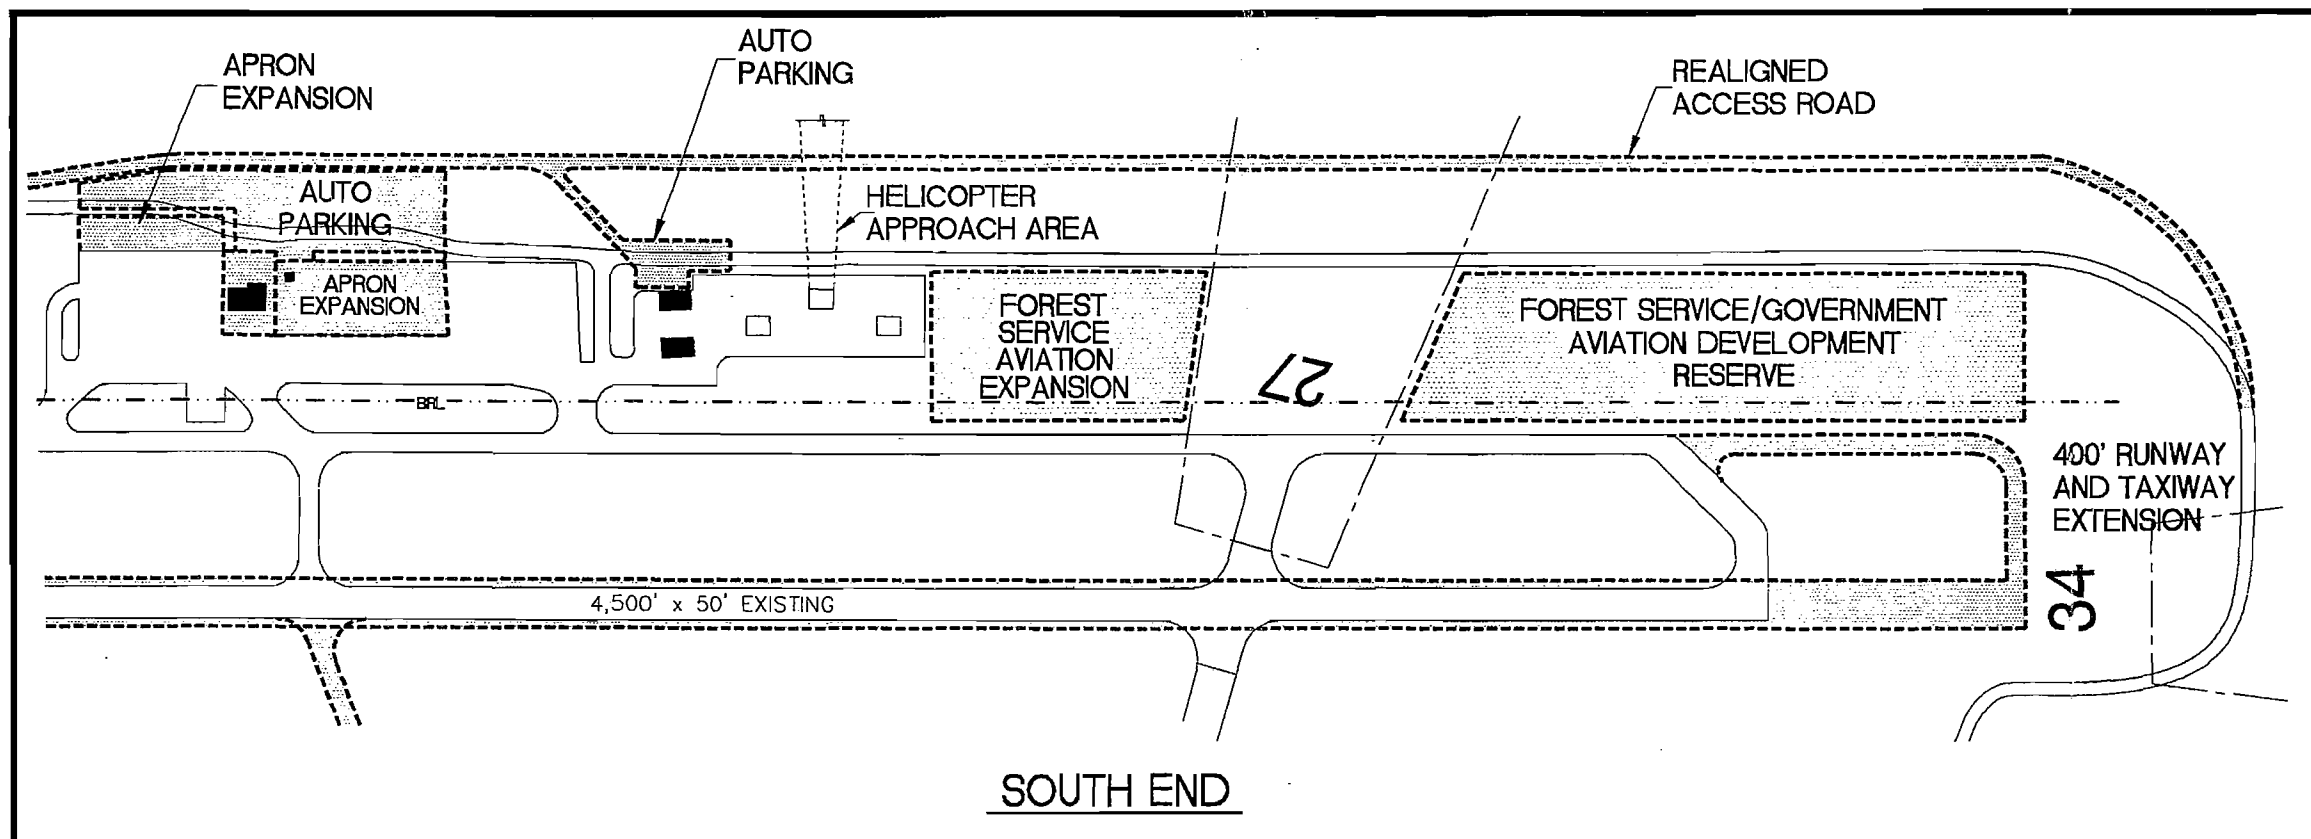 APRON
EXPANSION
AUTO
PARKING
REALIGNED
ACCESS ROAD
AUTO
PARKING
HELICOPTER
APPROACH AREA
APRON
EXPANSION
FOREST
SERVICE
AVIATION
EXPANSION
FOREST SERVICE/GOVERNMENT
AVIATION DEVELOPMENT
RESERVE
27
BRL
400' RUNWAY
AND TAXIWAY
EXTENSION
34
4,500' x 50' EXISTING
SOUTH END